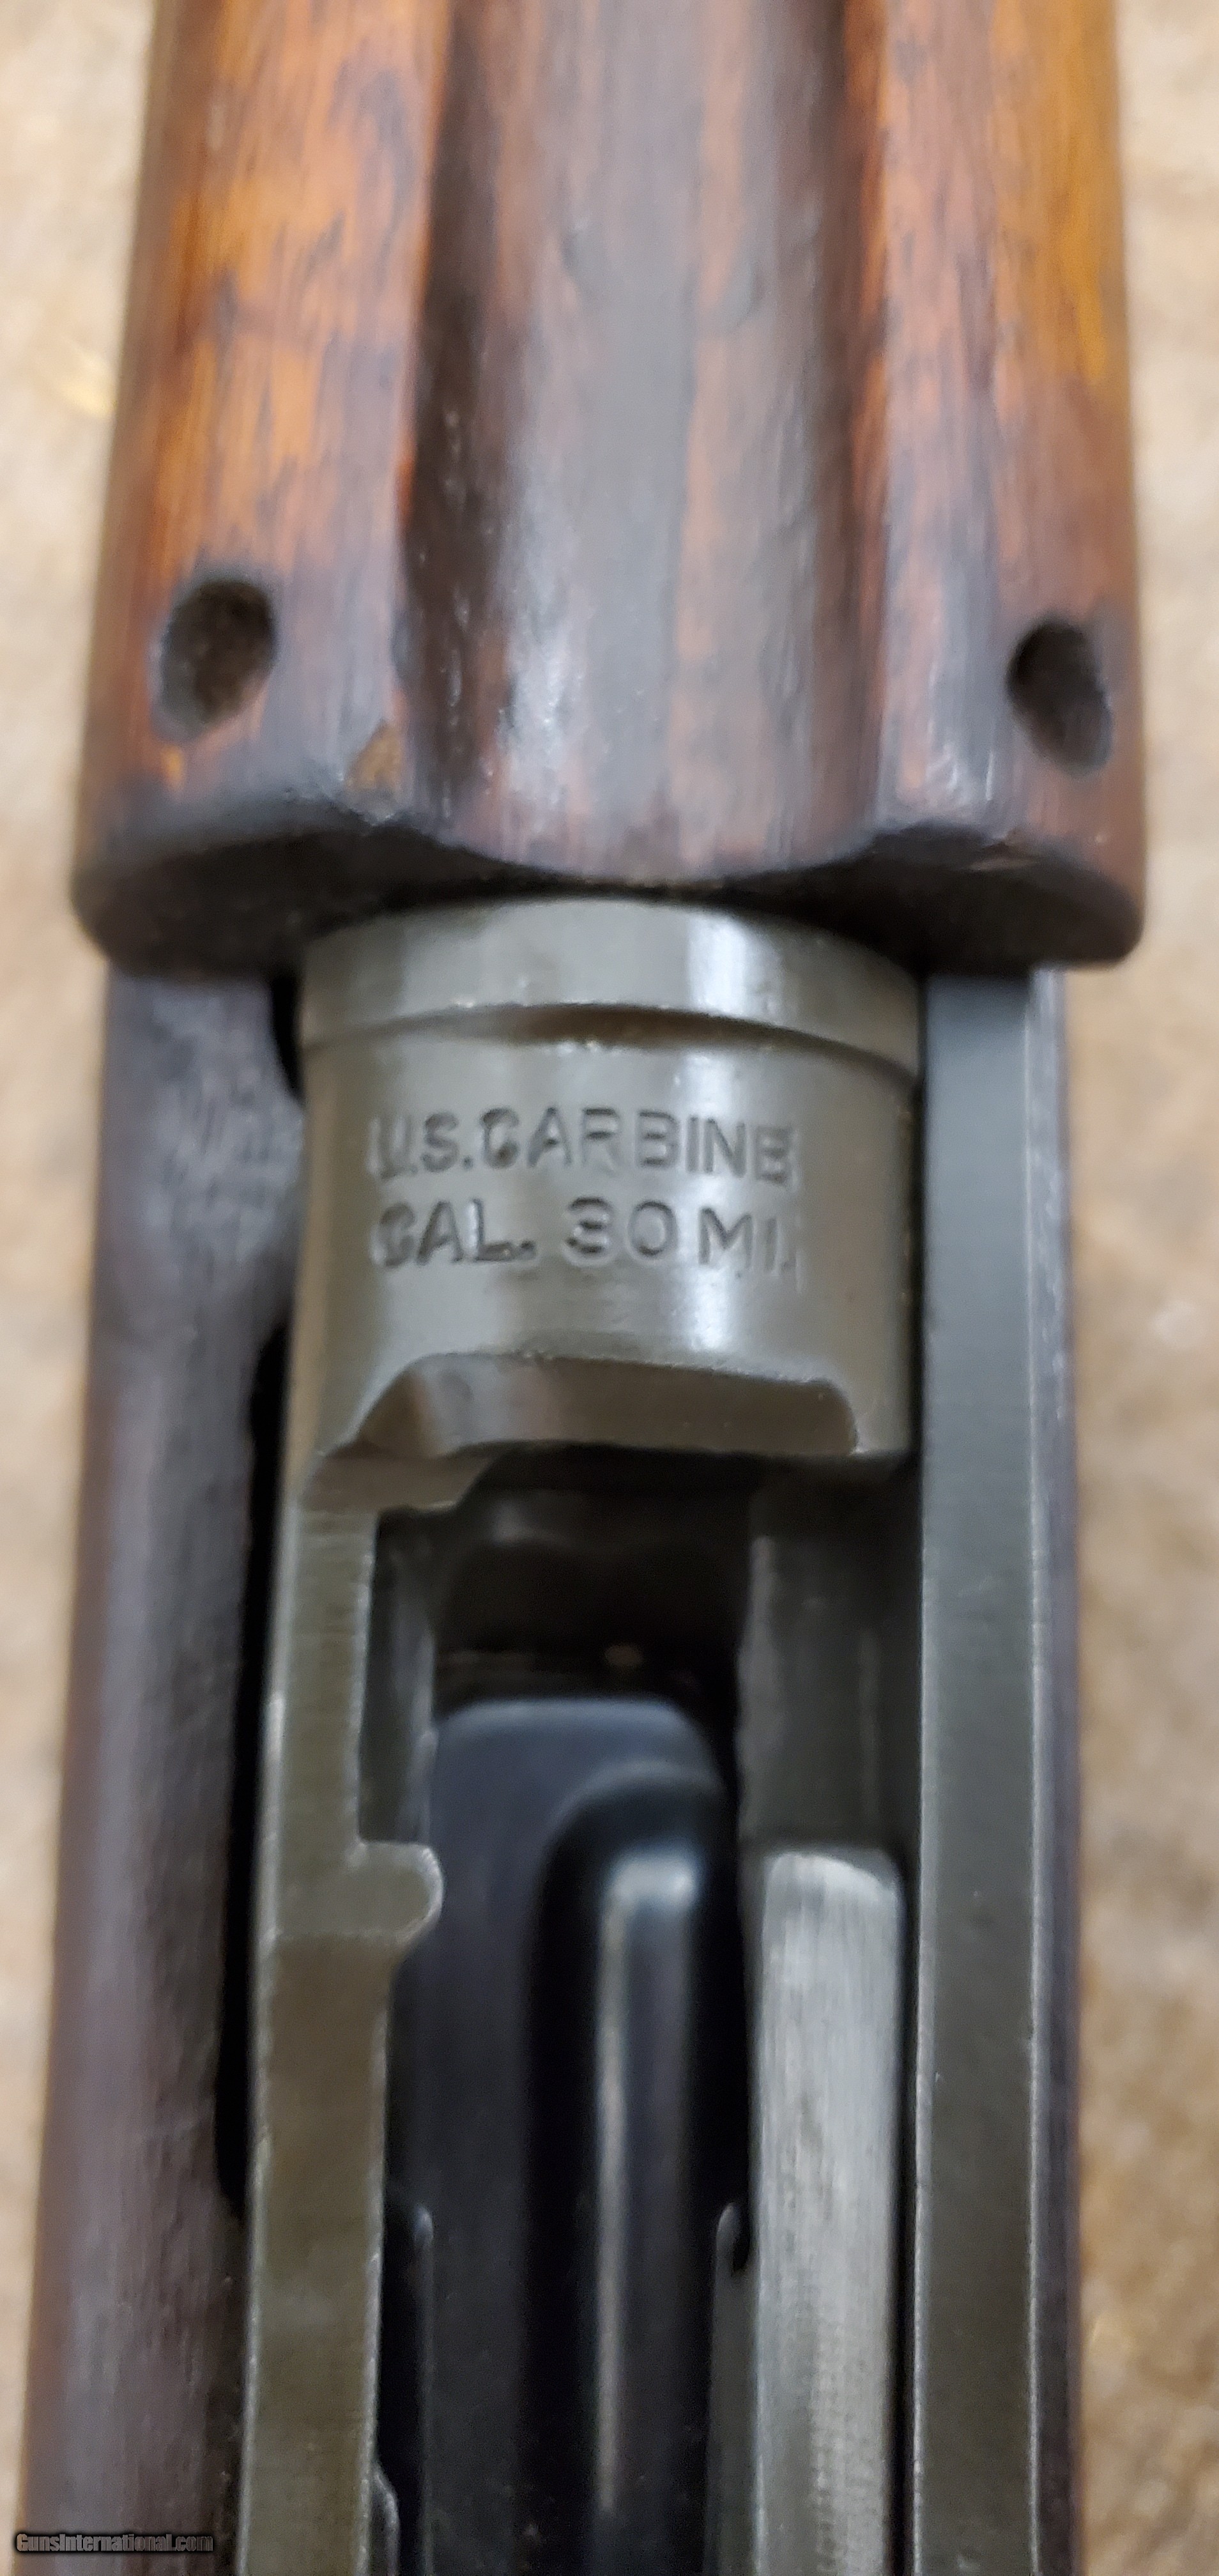 U.S.CARBINE
CAL. 30 M1.
GunsInternational.com